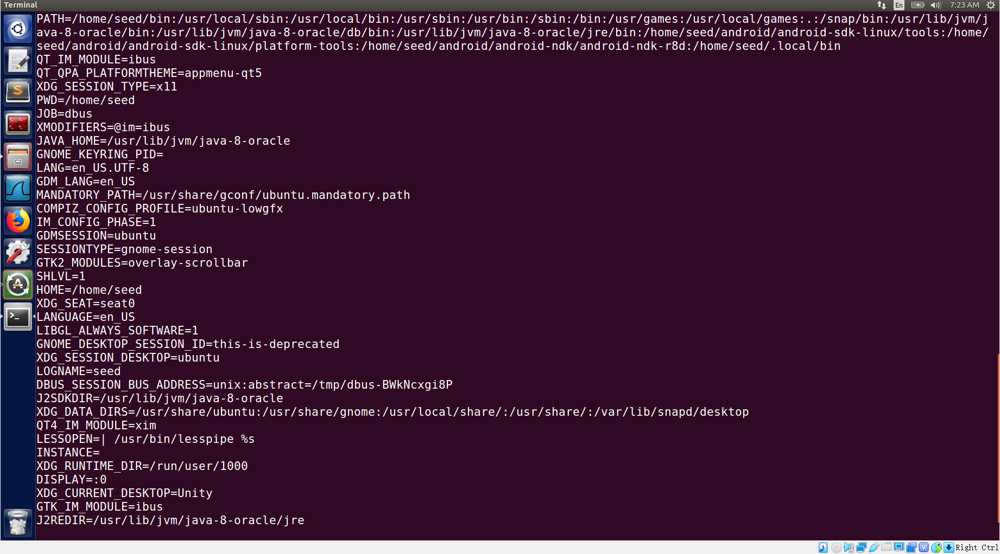 Terminal
En
7:23 AM
PATH=/home/seed/bin:/usr/local/sbin:/usr/local/bin:/usr/sbin:/usr/bin:/sbin:/bin:/usr/games:/usr/local/games:.:/snap/bin:/usr/lib/jvm/j
ava-8-oracle/bin:/usr/lib/jvm/java-8-oracle/db/bin:/usr/lib/jvm/java-8-oracle/jre/bin:/home/seed/android/android-sdk-linux/tools:/home/
seed/android/android-sdk-linux/platform-tools:/home/seed/android/android-ndk/android-ndk-r8d:/home/seed/.local/bin
QT_IM_MODULE=ibus
QT_QPA_PLATFORMTHEME=appmenu-qt5
XDG_SESSION_TYPE=x11
PWD=/home/seed
JOB=dbus
XMODIFIERS=@im=ibus
JAVA_HOME=/usr/lib/jvm/java-8-oracle
GNOME_KEYRING_PID=
LANG=en_US.UTF-8
GDM_LANG=en_US
MANDATORY_PATH=/usr/share/gconf/ubuntu.mandatory.path
COMPIZ_CONFIG_PROFILE=ubuntu-lowgfx
IM_CONFIG_PHASE=1
GDMSESSION=ubuntu
SESSIONTYPE=gnome-session
GTK2_MODULES=overlay-scrollbar
SHLVL=1
HOME=/home/seed
XDG_SEAT=seat0
LANGUAGE=en_US
LIBGL_ALWAYS_SOFTWARE=1
GNOME_DESKTOP_SESSION_ID=this-is-deprecated
XDG_SESSION_DESKTOP=ubuntu
LOGNAME=seed
DBUS_SESSION_BUS_ADDRESS=unix:abstract=/tmp/dbus-BWkNcxgi8P
J2SDKDIR=/usr/lib/jvm/java-8-oracle
XDG_DATA_DIRS=/usr/share/ubuntu:/usr/share/gnome:/usr/local/share/:/usr/share/:/var/lib/snapd/desktop
QT4_IM_MODULE=xim
LESSOPEN=| /usr/bin/lesspipe %s
INSTANCE=
XDG_RUNTIME_DIR=/run/user/1000
DISPLAY=:0
XDG_CURRENT_DESKTOP=Unity
GTK_IM_MODULE=ibus
J2REDIR=/usr/lib/jvm/java-8-oracle/jre
Right Ctrl